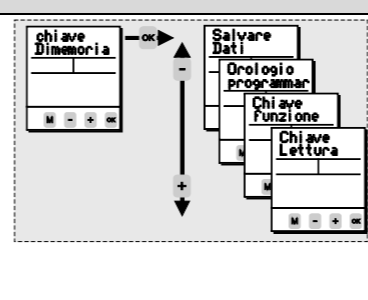 chiave
Dimemoria
M - + OK
OK
-
+
Salvare
Dati
Orologio
programmar
M
Chiave
Funzione
M
Chiave
Lettura
M - + OK